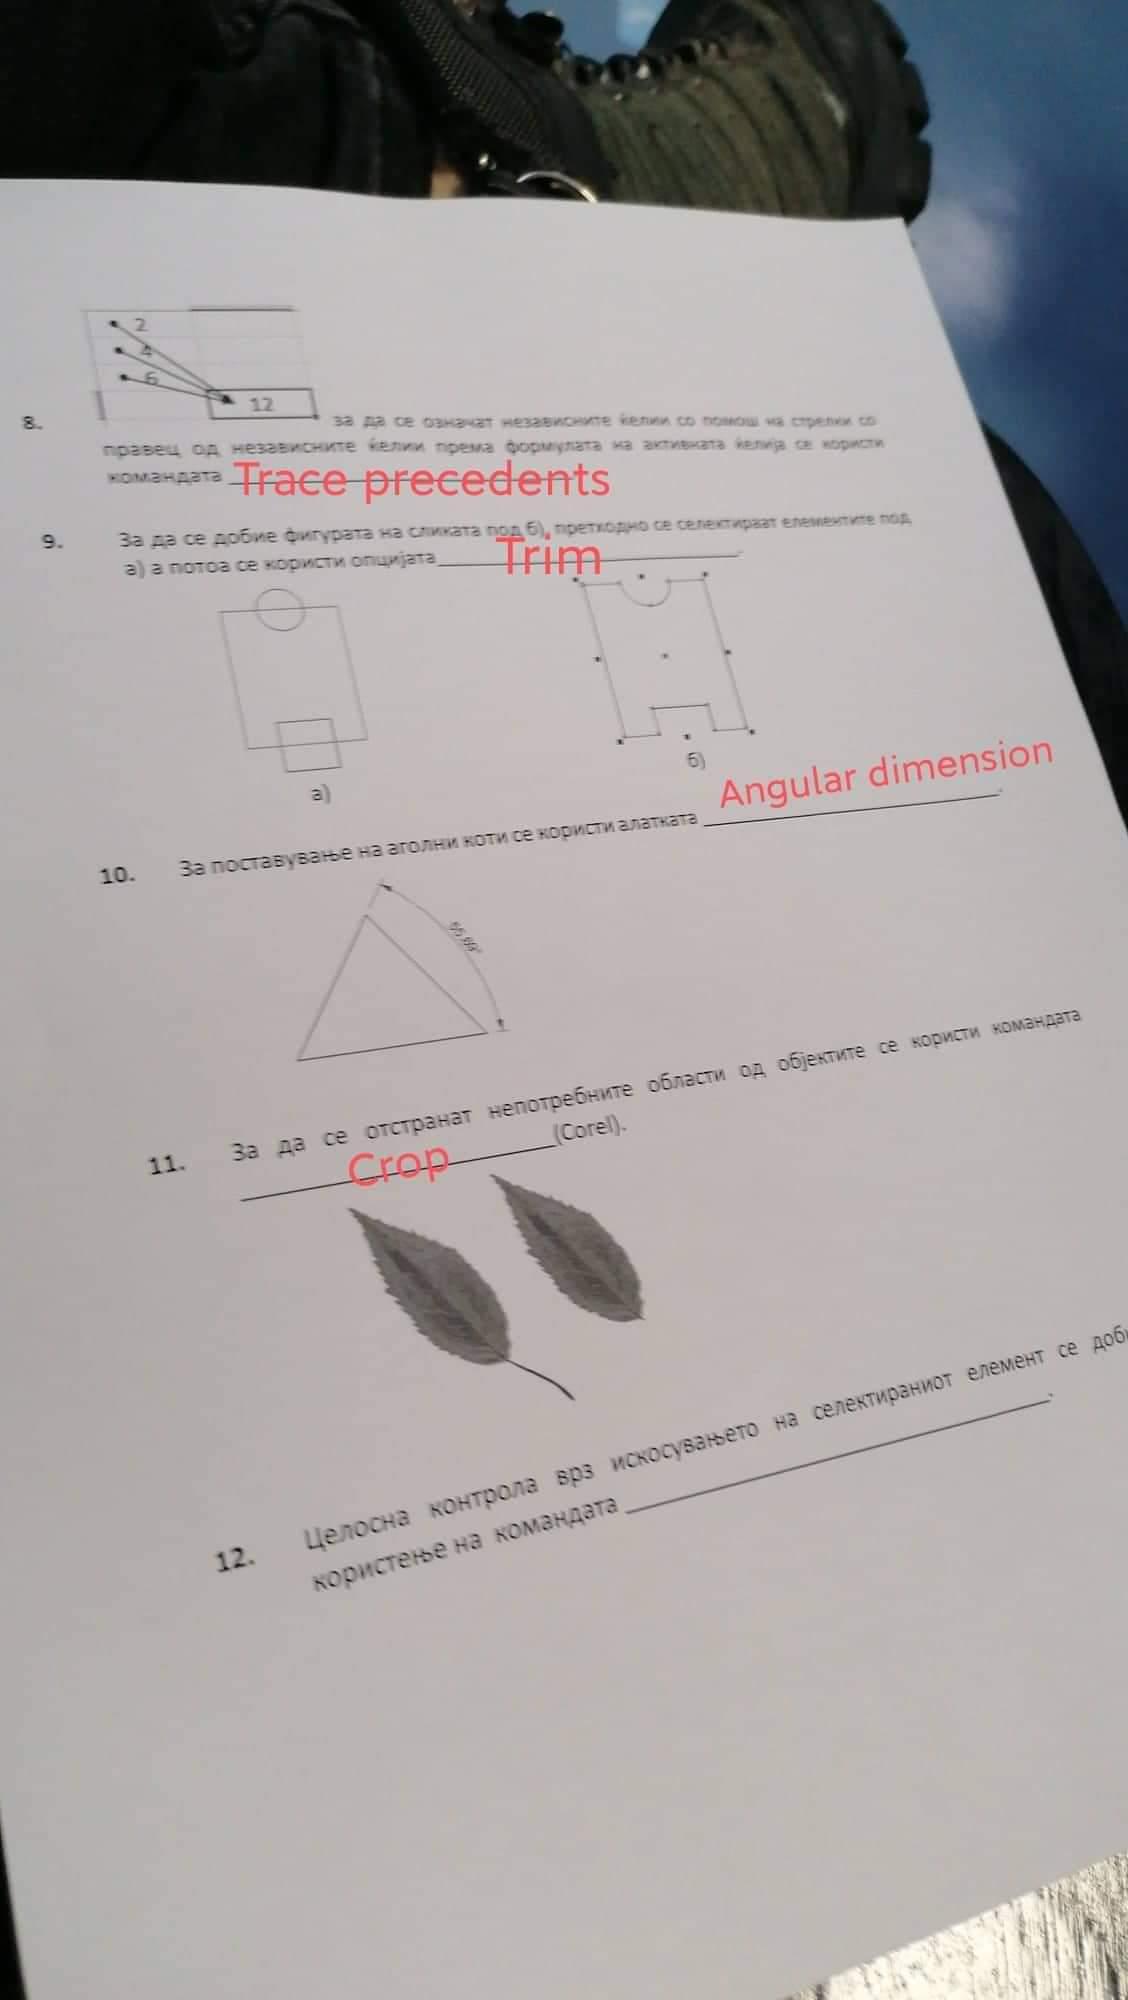 2
4
6
12
8. за да се означат независните ќелии со помош на стрелки со
правец од независните ќелии према формулата на активната ќелија се користи
командата Trace precedents
9. За да се добие фигурата на сликата под б), претходно се селектираат елементите под
а) а потоа се користи опцијата Trim.
а)
б)
10. За поставување на аголни коти се користи алатката Angular dimension.
11. За да се отстранат непотребните области од објектите се користи командата
Crop (Corel).
12. Целосна контрола врз искосувањето на селектираниот елемент се
користење на командата